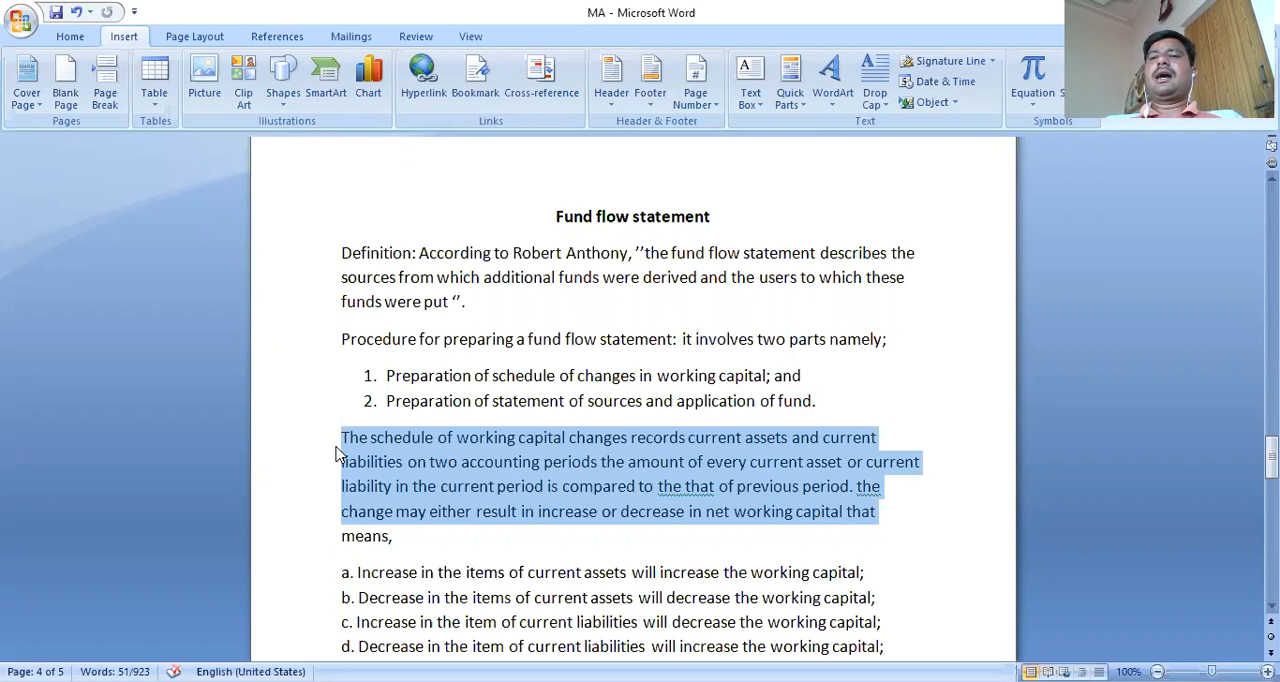 MA - Microsoft Word
Home Insert Page Layout References Mailings Review View
Cover Page Blank Page Page Break Table Picture Clip Art Shapes SmartArt Chart Hyperlink Bookmark Cross-reference Header Footer Page Number Text Box Quick Parts WordArt Drop Cap Signature Line Date & Time Object Equation S
Pages Tables Illustrations Links Header & Footer Text Symbols
Fund flow statement
Definition: According to Robert Anthony, ’’the fund flow statement describes the
sources from which additional funds were derived and the users to which these
funds were put ‘’.
Procedure for preparing a fund flow statement: it involves two parts namely;
1. Preparation of schedule of changes in working capital; and
2. Preparation of statement of sources and application of fund.
The schedule of working capital changes records current assets and current
liabilities on two accounting periods the amount of every current asset or current
liability in the current period is compared to the that of previous period. the
change may either result in increase or decrease in net working capital that
means,
a. Increase in the items of current assets will increase the working capital;
b. Decrease in the items of current assets will decrease the working capital;
c. Increase in the item of current liabilities will decrease the working capital;
d. Decrease in the item of current liabilities will increase the working capital;
Page: 4 of 5 Words: 51/923 English (United States) 100%